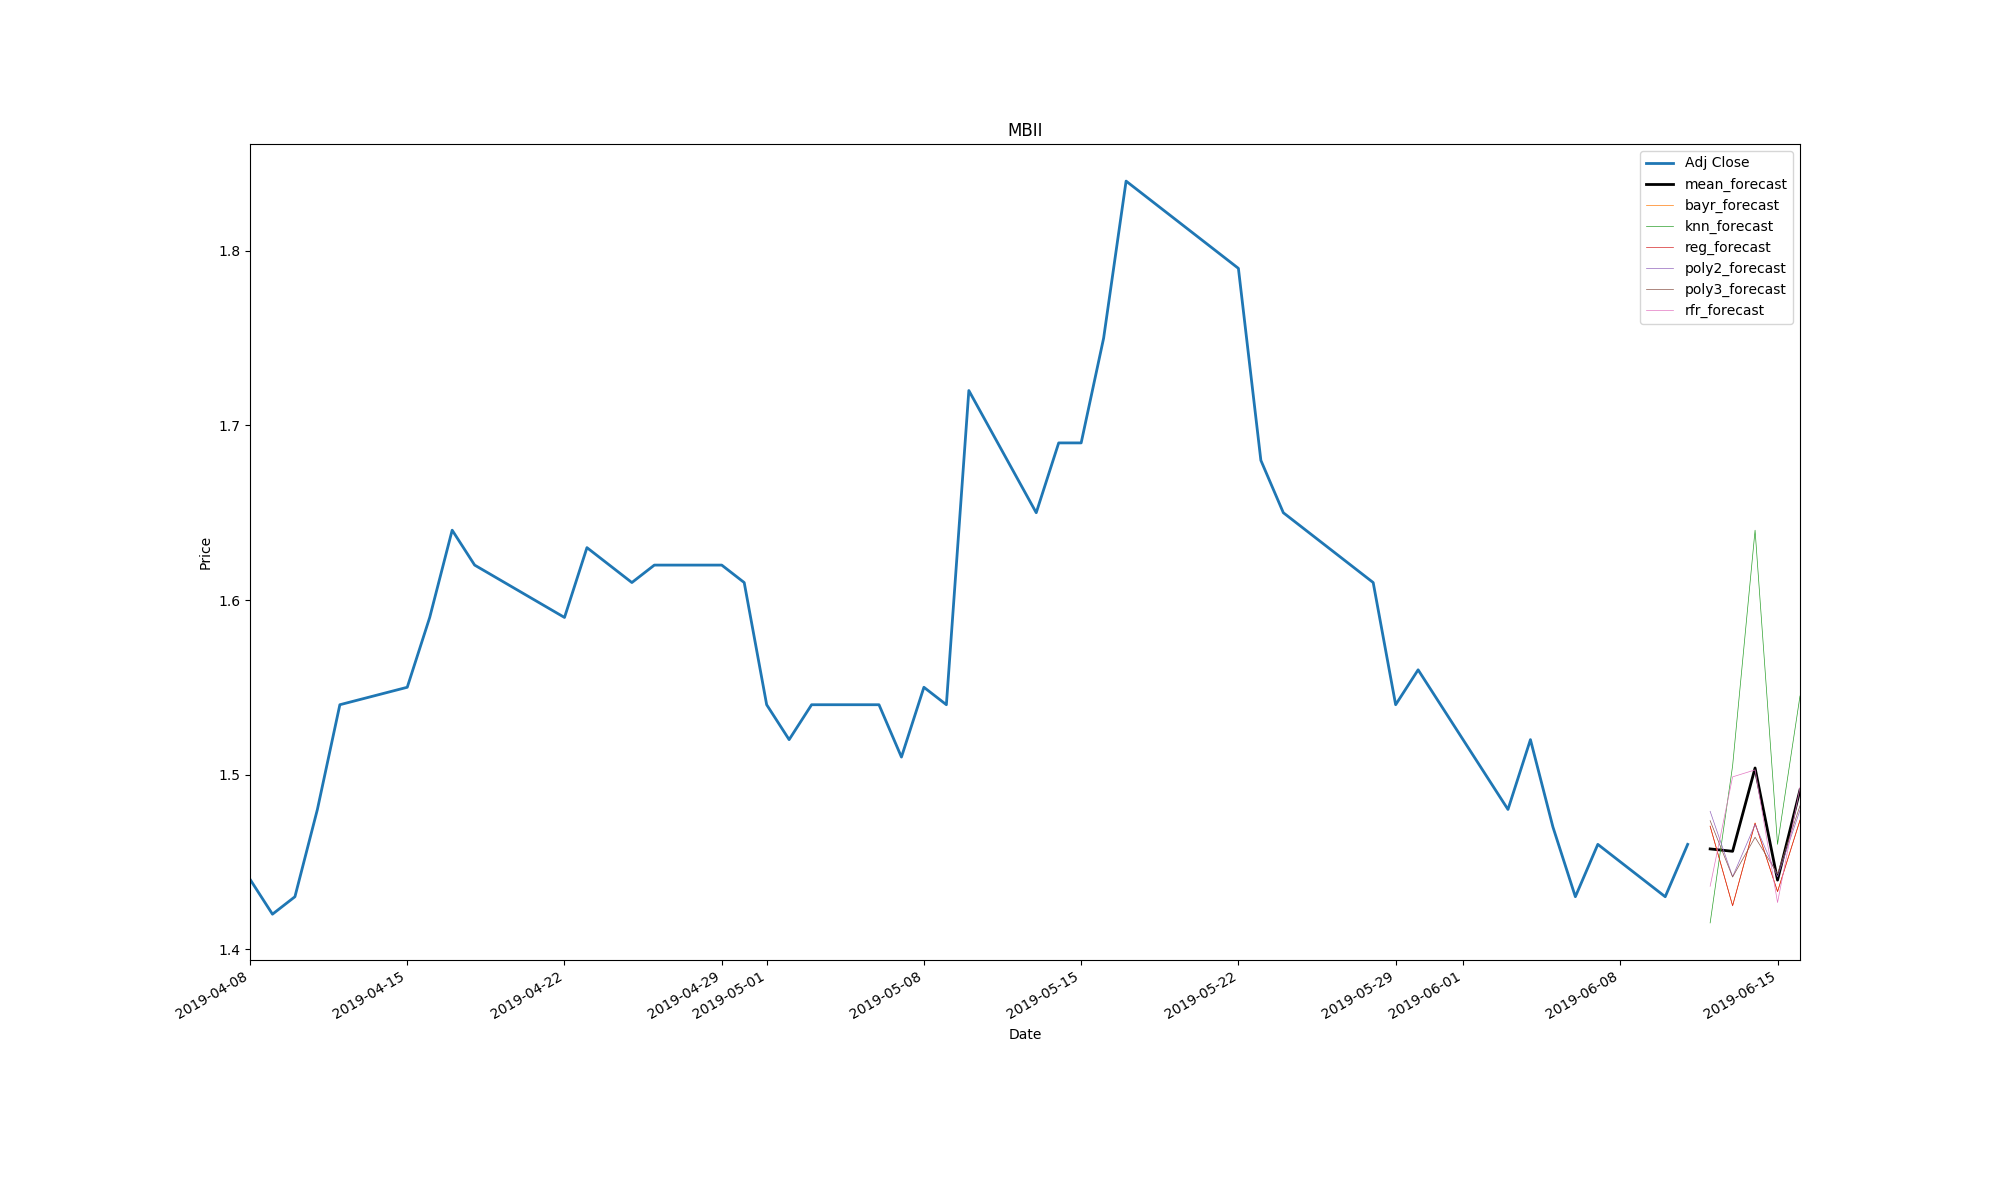 MBII
Adj Close
mean_forecast
bayr_forecast
knn_forecast
reg_forecast
poly2_forecast
poly3_forecast
rfr_forecast
Price
1.8
1.7
1.6
1.5
1.4
2019-04-08
2019-04-15
2019-04-22
2019-04-29
2019-05-01
2019-05-08
2019-05-15
2019-05-22
2019-05-29
2019-06-01
2019-06-08
2019-06-15
Date